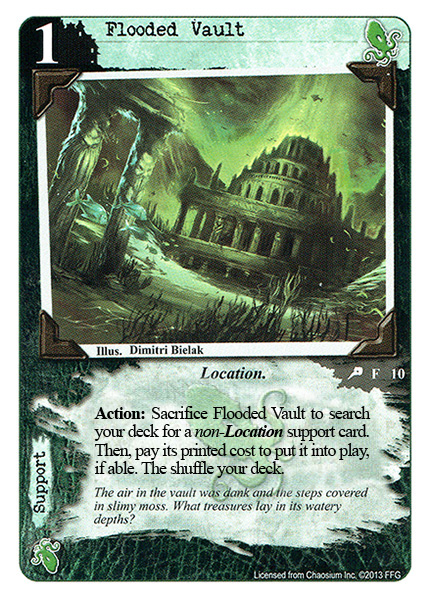 1
Flooded Vault
Illus. Dimitri Bielak
Location.
F 10
Action: Sacrifice Flooded Vault to search
your deck for a non-Location support card.
Then, pay its printed cost to put it into play,
if able. The shuffle your deck.
The air in the vault was dank and the steps covered
in slimy moss. What treasures lay in its watery
depths?
Support
Licensed from Chaosium Inc. ©2013 FFG